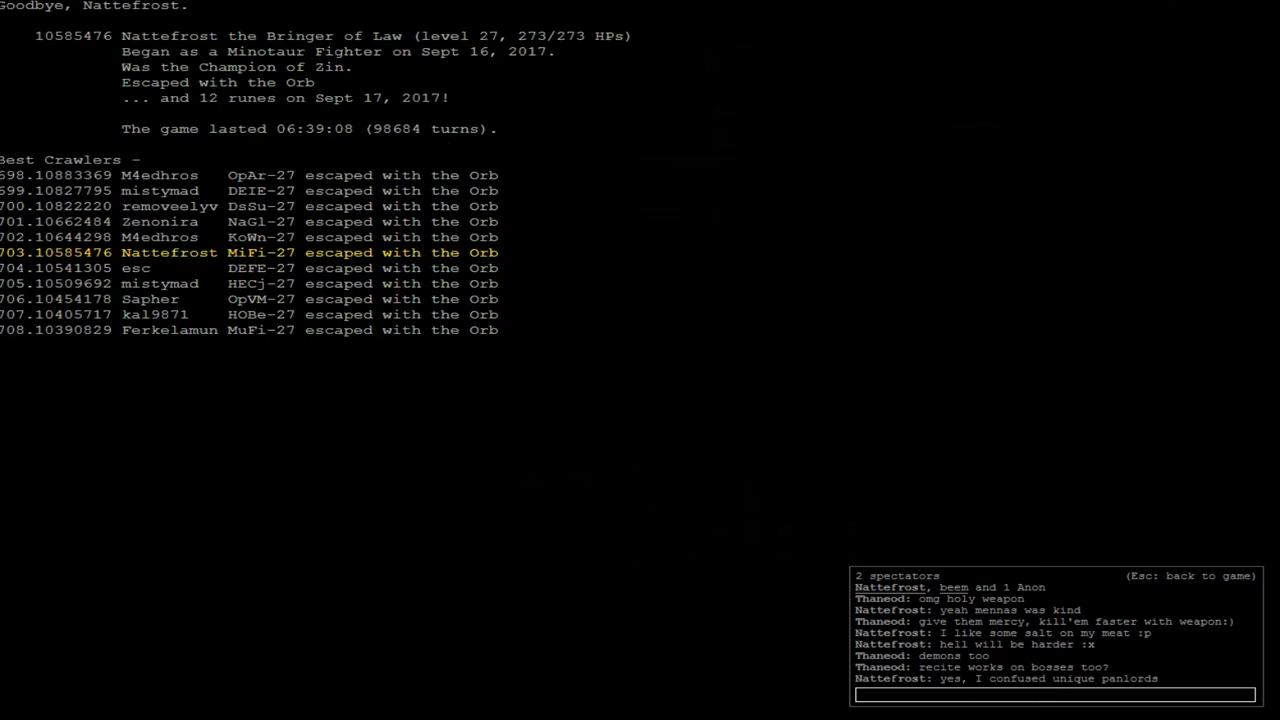 Goodbye, Nattefrost.
10585476 Nattefrost the Bringer of Law (level 27, 273/273 HPs)
Began as a Minotaur Fighter on Sept 16, 2017.
Was the Champion of Zin.
Escaped with the Orb
... and 12 runes on Sept 17, 2017!
The game lasted 06:39:08 (98684 turns).
Best Crawlers -
698.10883369 M4edhros OpAr-27 escaped with the Orb
699.10827795 mistymad DEIE-27 escaped with the Orb
700.10822220 removeelyv DsSu-27 escaped with the Orb
701.10662484 Zenonira NaGl-27 escaped with the Orb
702.10644298 M4edhros KoWn-27 escaped with the Orb
703.10585476 Nattefrost MiFi-27 escaped with the Orb
704.10541305 esc DEFE-27 escaped with the Orb
705.10509692 mistymad HECj-27 escaped with the Orb
706.10454178 Sapher OpVM-27 escaped with the Orb
707.10405717 kal9871 HOBe-27 escaped with the Orb
708.10390829 Ferkelamun MuFi-27 escaped with the Orb
2 spectators (Esc: back to game)
Nattefrost, beem and 1 Anon
Thaneod: omg holy weapon
Nattefrost: yeah mennas was kind
Thaneod: give them mercy, kill'em faster with weapon:)
Nattefrost: I like some salt on my meat :p
Nattefrost: hell will be harder :x
Thaneod: demons too
Thaneod: recite works on bosses too?
Nattefrost: yes, I confused unique panlords